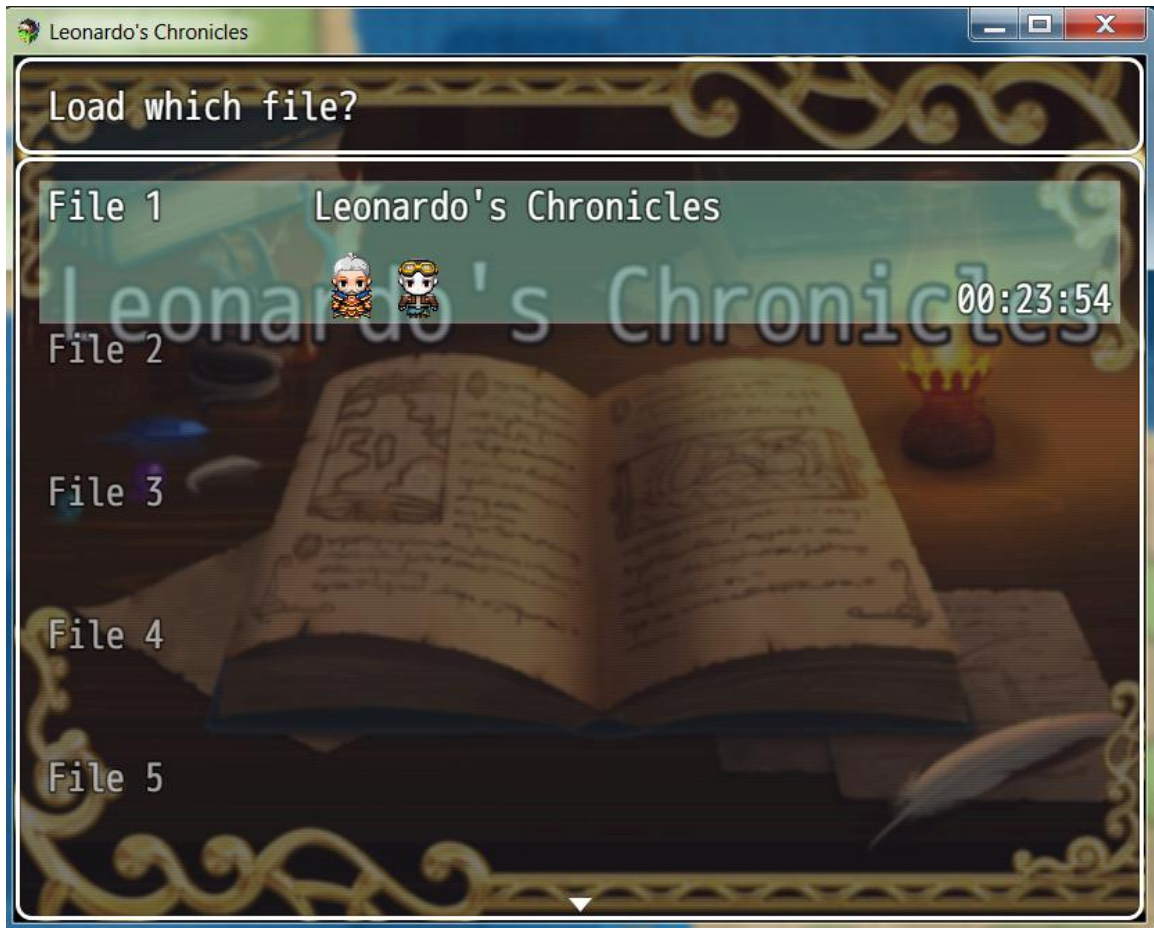 Leonardo's Chronicles
Load which file?
File 1 Leonardo's Chronicles
Leonardo's Chronicles
00:23:54
File 2
File 3
File 4
File 5